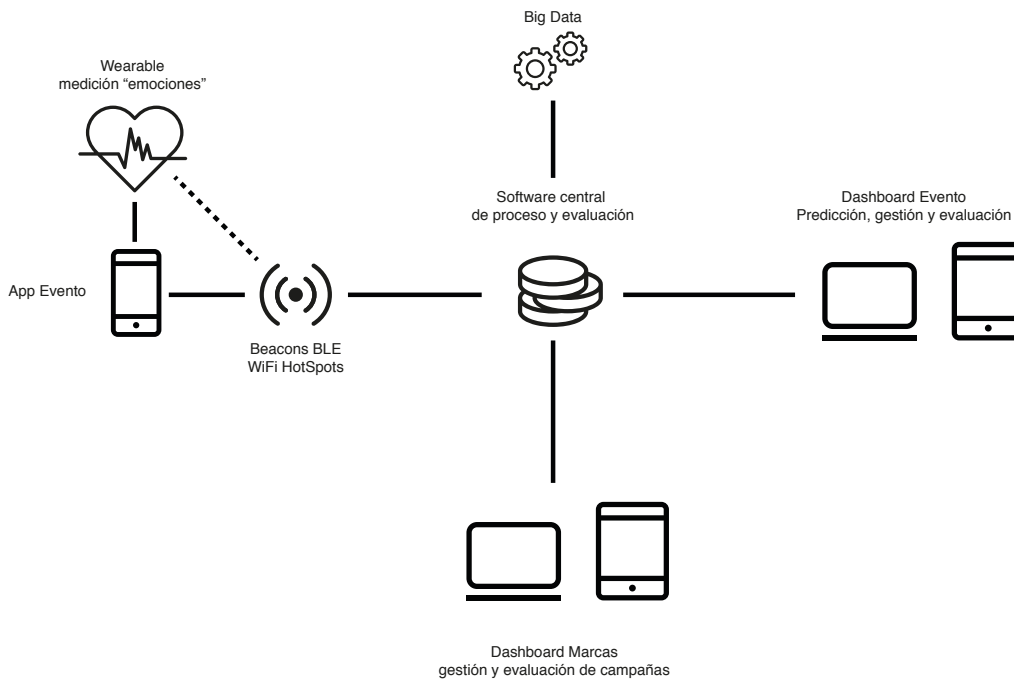 Big Data
Wearable
medición “emociones”
Software central
de proceso y evaluación
Dashboard Evento
Predicción, gestión y evaluación
App Evento
Beacons BLE
WiFi HotSpots
Dashboard Marcas
gestión y evaluación de campañas